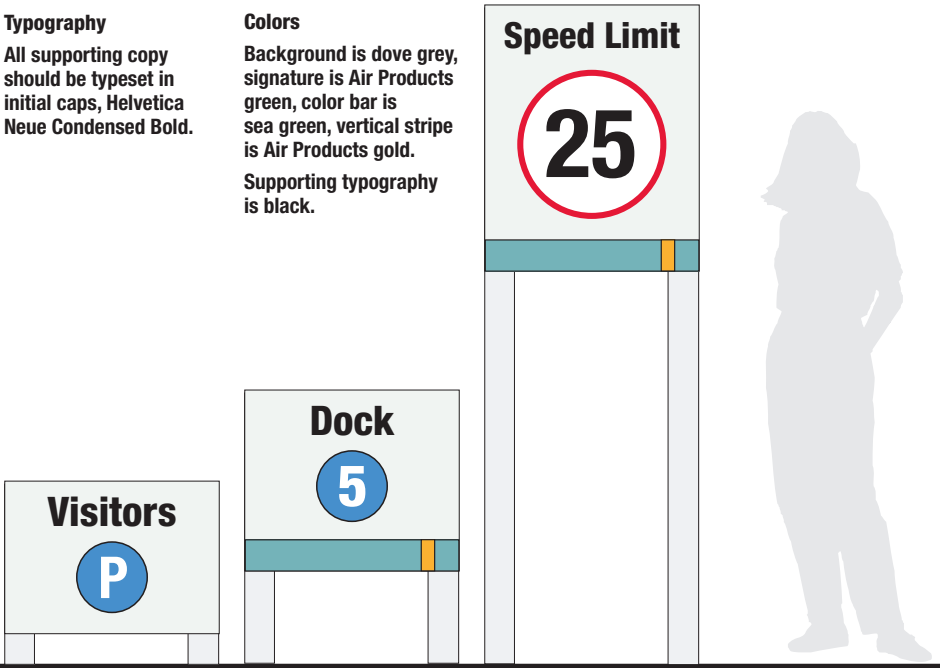 Typography
All supporting copy
should be typeset in
initial caps, Helvetica
Neue Condensed Bold.
Colors
Background is dove grey,
signature is Air Products
green, color bar is
sea green, vertical stripe
is Air Products gold.
Supporting typography
is black.
Speed Limit
25
Dock
5
Visitors
P